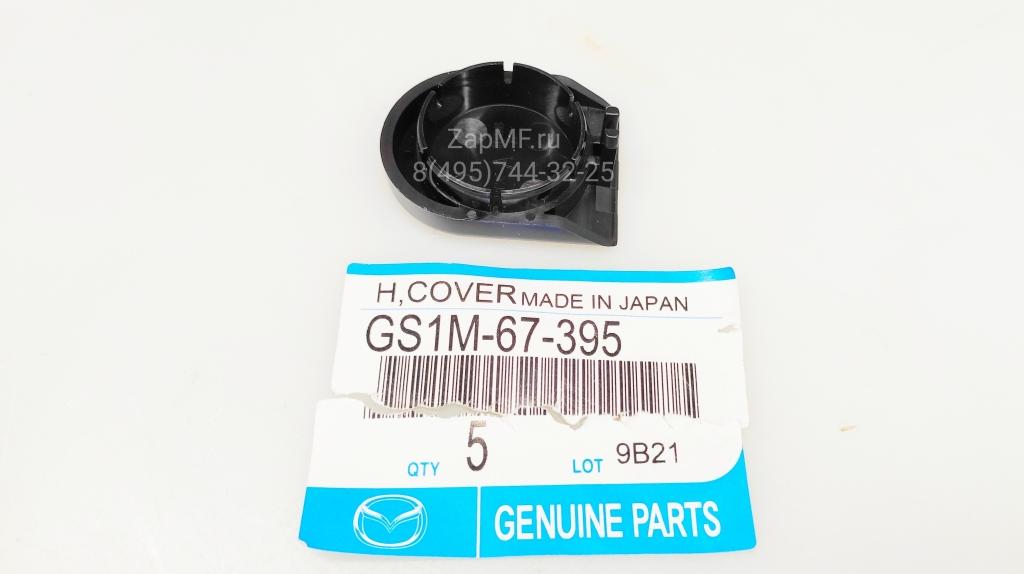 ZapMF.ru
8(495)744-32-25
H,COVER MADE IN JAPAN
GS1M-67-395
QTY 5 LOT 9B21
GENUINE PARTS